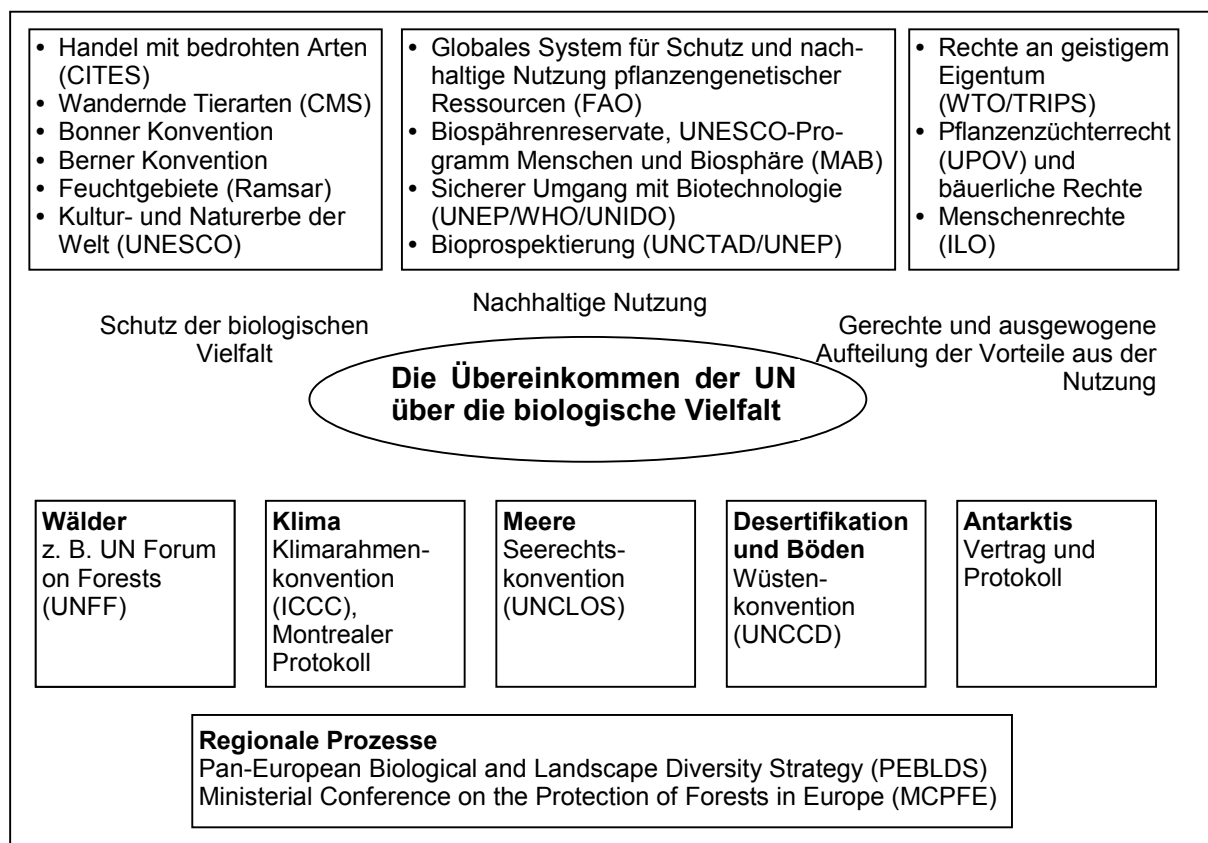 • Handel mit bedrohten Arten
(CITES)
• Wandernde Tierarten (CMS)
• Bonner Konvention
• Berner Konvention
• Feuchtgebiete (Ramsar)
• Kultur- und Naturerbe der
Welt (UNESCO)
• Globales System für Schutz und nach-
haltige Nutzung pflanzengenetischer
Ressourcen (FAO)
• Biospährenreservate, UNESCO-Pro-
gramm Menschen und Biosphäre (MAB)
• Sicherer Umgang mit Biotechnologie
(UNEP/WHO/UNIDO)
• Bioprospektierung (UNCTAD/UNEP)
• Rechte an geistigem
Eigentum
(WTO/TRIPS)
• Pflanzenzüchterrecht
(UPOV) und
bäuerliche Rechte
• Menschenrechte
(ILO)
Schutz der biologischen
Vielfalt
Nachhaltige Nutzung
Gerechte und ausgewogene
Aufteilung der Vorteile aus der
Nutzung
Die Übereinkommen der UN
über die biologische Vielfalt
Wälder
z. B. UN Forum
on Forests
(UNFF)
Klima
Klimarahmen-
konvention
(ICCC),
Montrealer
Protokoll
Meere
Seerechts-
konvention
(UNCLOS)
Desertifikation
und Böden
Wüsten-
konvention
(UNCCD)
Antarktis
Vertrag und
Protokoll
Regionale Prozesse
Pan-European Biological and Landscape Diversity Strategy (PEBLDS)
Ministerial Conference on the Protection of Forests in Europe (MCPFE)